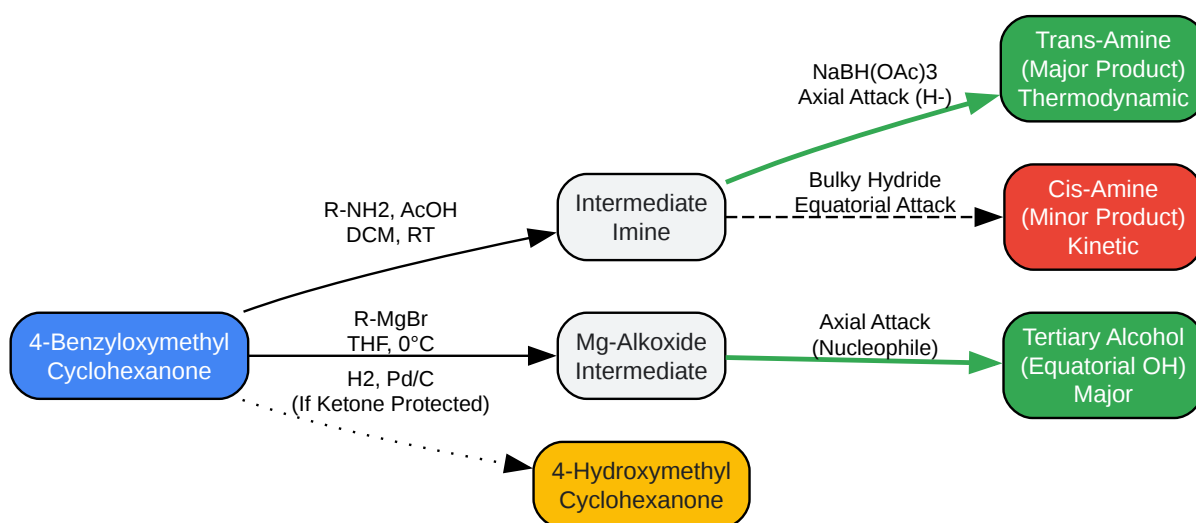 Trans-Amine
(Major Product)
Thermodynamic
NaBH(OAc)3
Axial Attack (H-)
Bulky Hydride
Equatorial Attack
Cis-Amine
(Minor Product)
Kinetic
Intermediate
Imine
R-NH2, AcOH
DCM, RT
4-Benzyloxymethyl
Cyclohexanone
R-MgBr
THF, 0°C
H2, Pd/C
(If Ketone Protected)
Mg-Alkoxide
Intermediate
Axial Attack
(Nucleophile)
Tertiary Alcohol
(Equatorial OH)
Major
4-Hydroxymethyl
Cyclohexanone